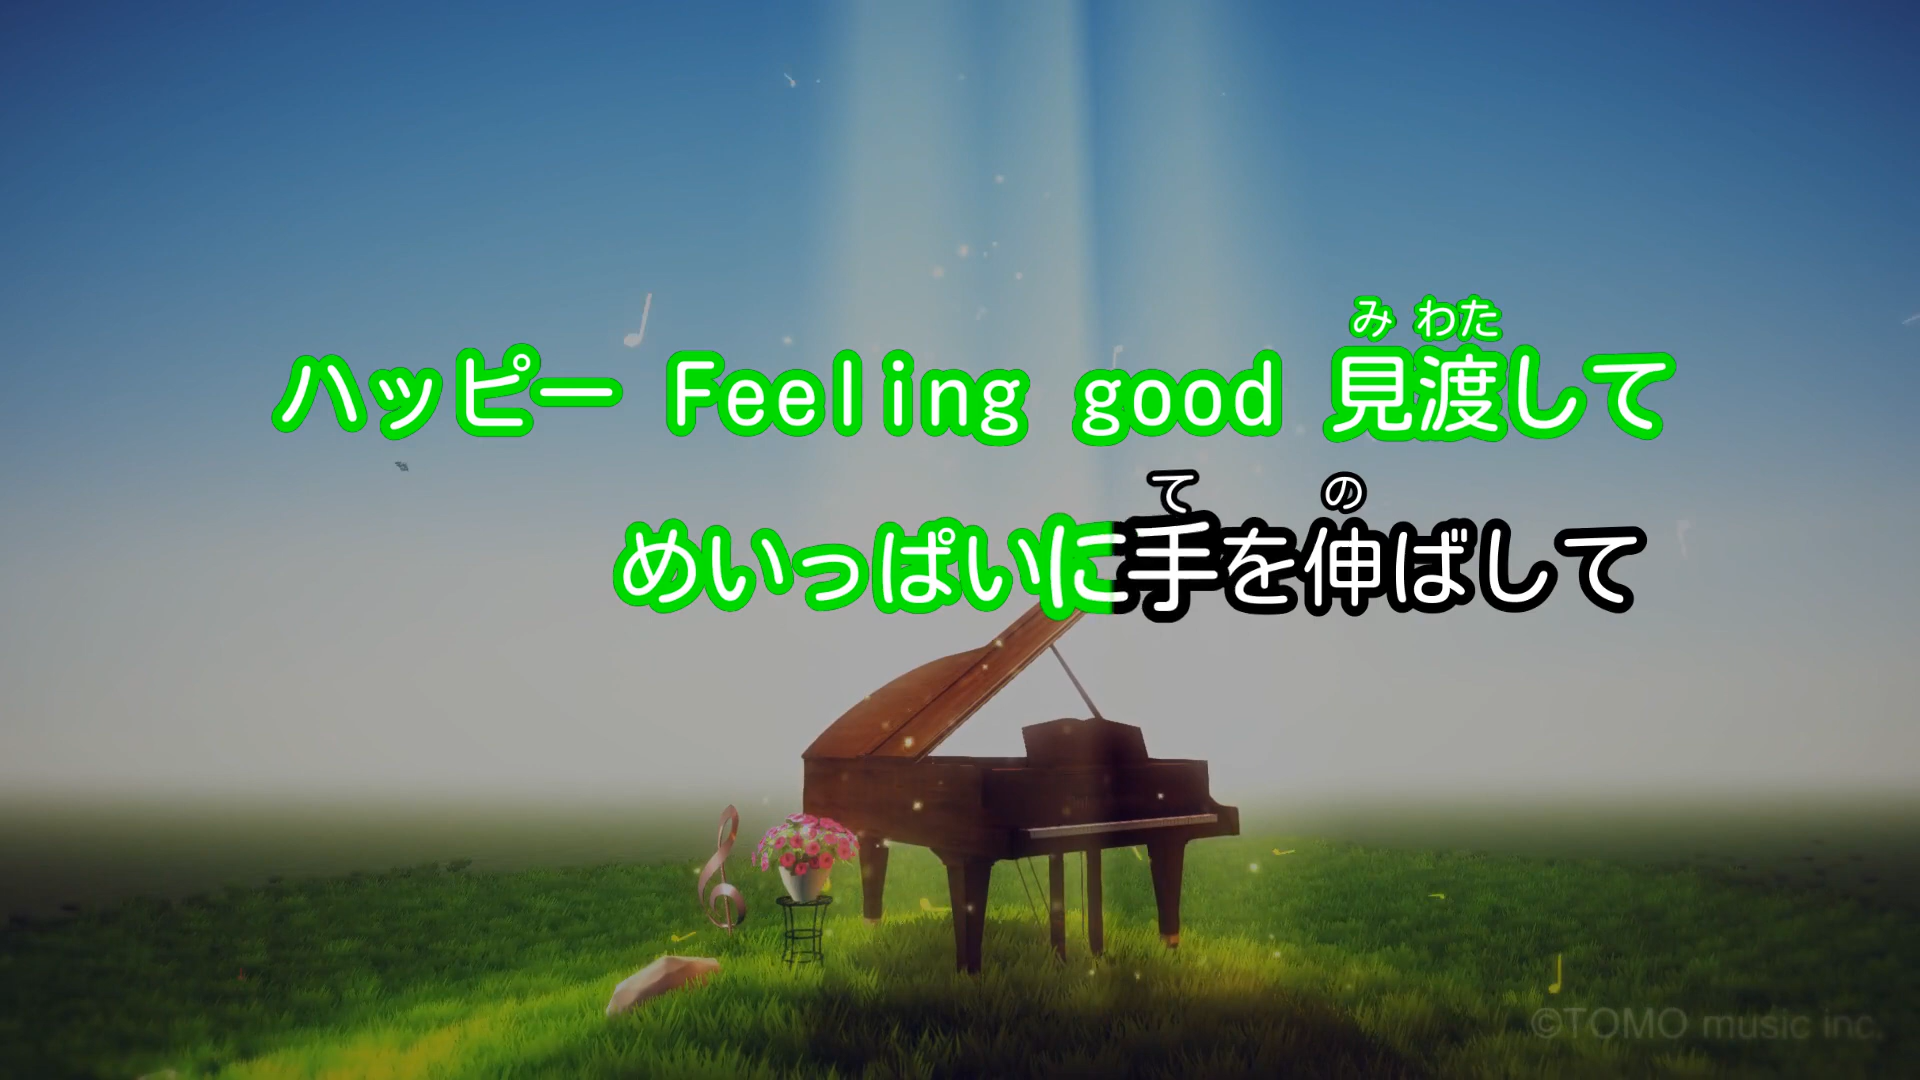 み わた
ハッピー Feeling good 見渡して
て の
めいっぱいに手を伸ばして
©TOMO music inc.